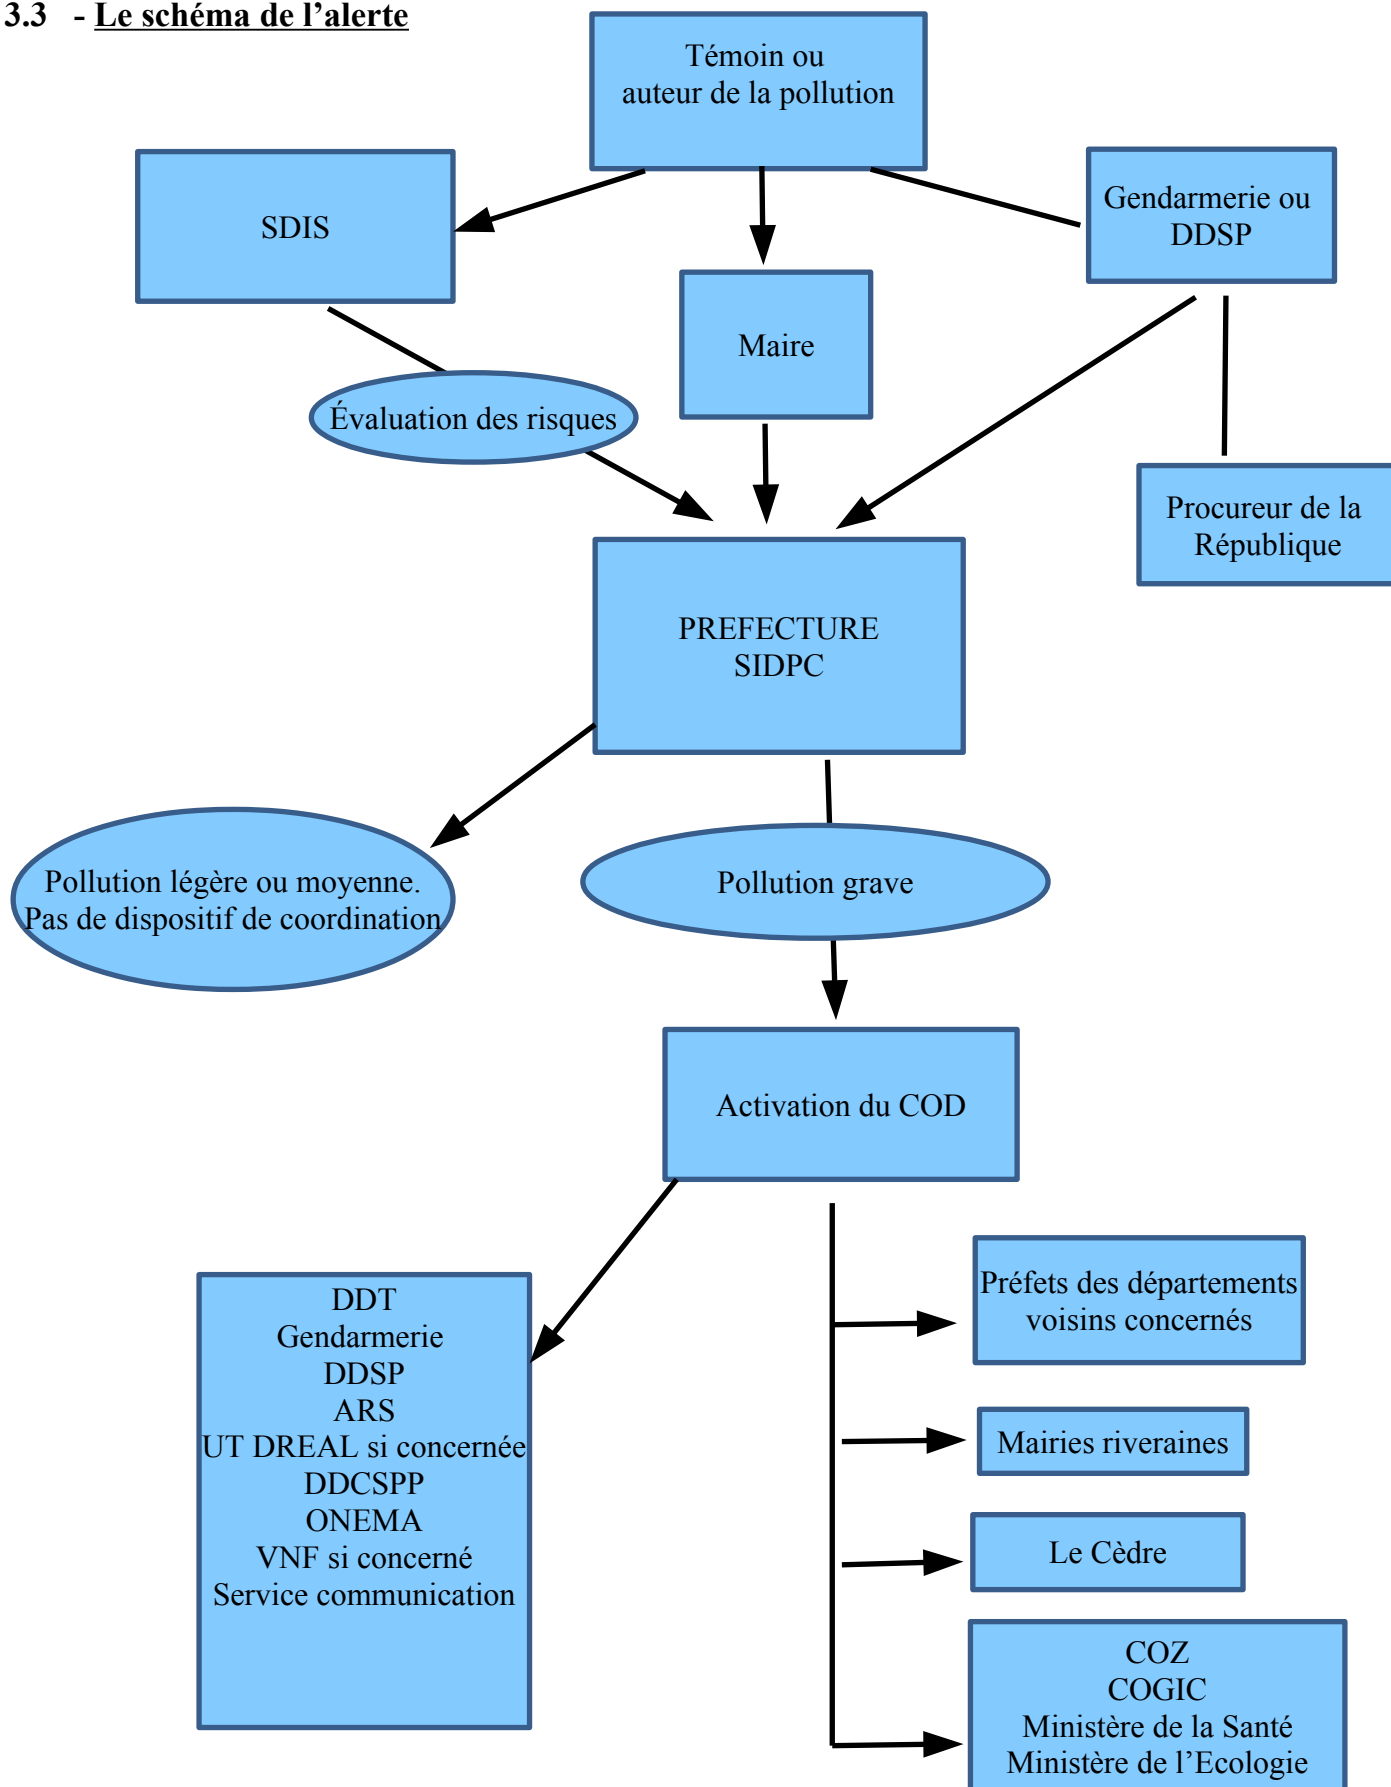 3.3 - Le schéma de l’alerte
Témoin ou
auteur de la pollution
SDIS
Gendarmerie ou
DDSP
Maire
Évaluation des risques
Procureur de la
République
PREFECTURE
SIDPC
Pollution légère ou moyenne.
Pas de dispositif de coordination
Pollution grave
Activation du COD
DDT
Gendarmerie
DDSP
ARS
UT DREAL si concernée
DDCSPP
ONEMA
VNF si concerné
Service communication
Préfets des départements
voisins concernés
Mairies riveraines
Le Cèdre
COZ
COGIC
Ministère de la Santé
Ministère de l’Ecologie